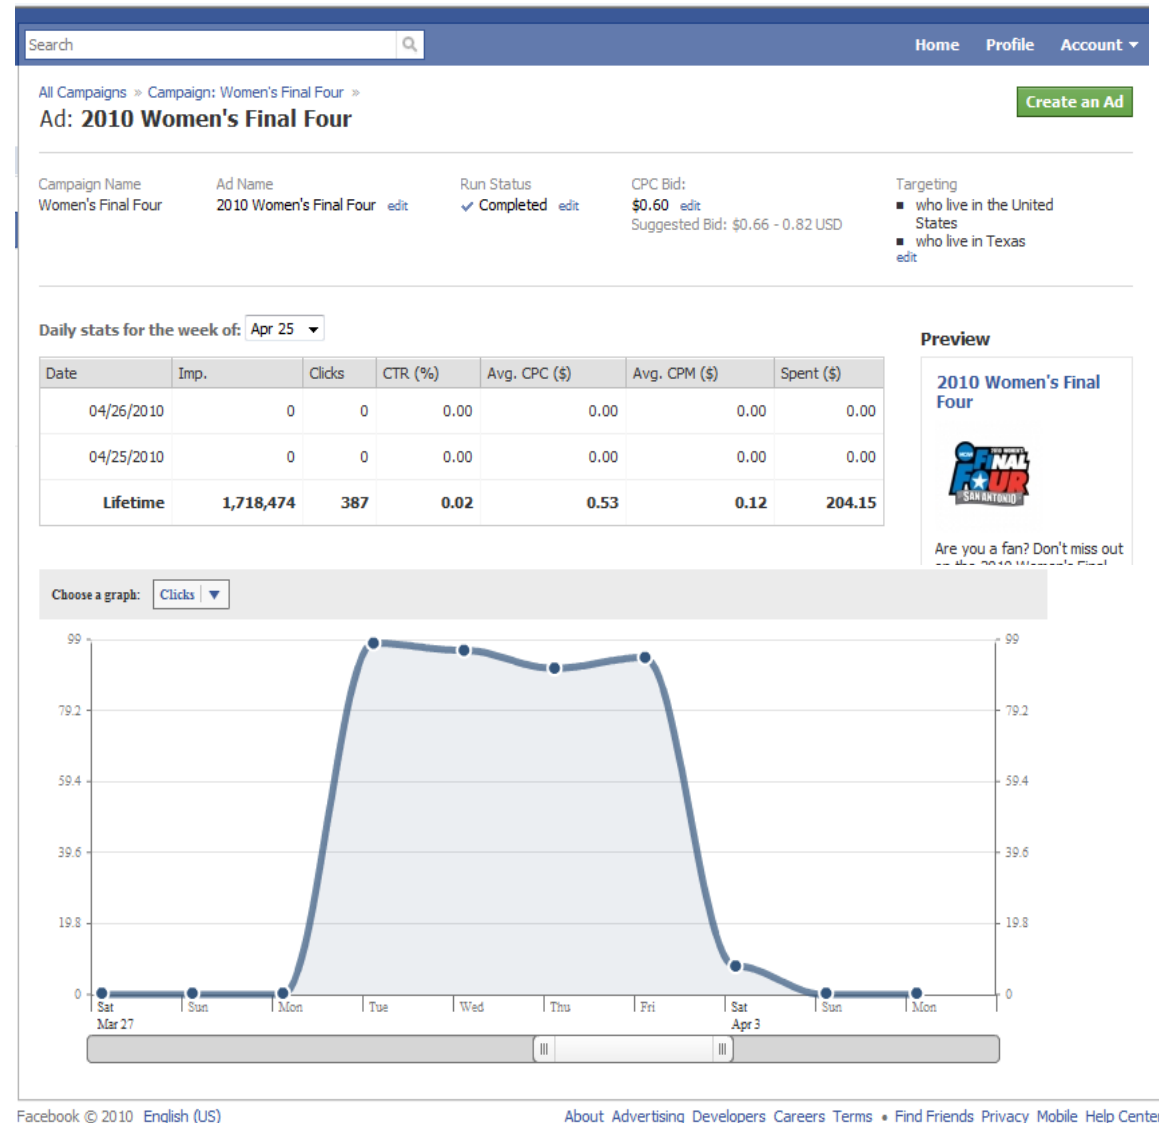 Search
Home Profile Account
All Campaigns » Campaign: Women's Final Four »
Ad: 2010 Women's Final Four
Create an Ad
Campaign Name Ad Name Run Status CPC Bid: Targeting
Women's Final Four 2010 Women's Final Four edit Completed edit $0.60 edit who live in the United
Suggested Bid: $0.66 - 0.82 USD States
who live in Texas
edit
Daily stats for the week of: Apr 25
Date Imp. Clicks CTR (%) Avg. CPC ($) Avg. CPM ($) Spent ($)
04/26/2010 0 0 0.00 0.00 0.00 0.00
04/25/2010 0 0 0.00 0.00 0.00 0.00
Lifetime 1,718,474 387 0.02 0.53 0.12 204.15
Preview
2010 Women's Final
Four
FINAL
FOUR
SAN ANTONIO
Are you a fan? Don't miss out
on the 2010 Women's Final
Choose a graph: Clicks
99 99
79.2 79.2
59.4 59.4
39.6 39.6
19.8 19.8
0 0
Sat Sun Mon Tue Wed Thu Fri Sat Sun Mon
Mar 27 Apr 3
Facebook © 2010 English (US)
About Advertising Developers Careers Terms • Find Friends Privacy Mobile Help Center